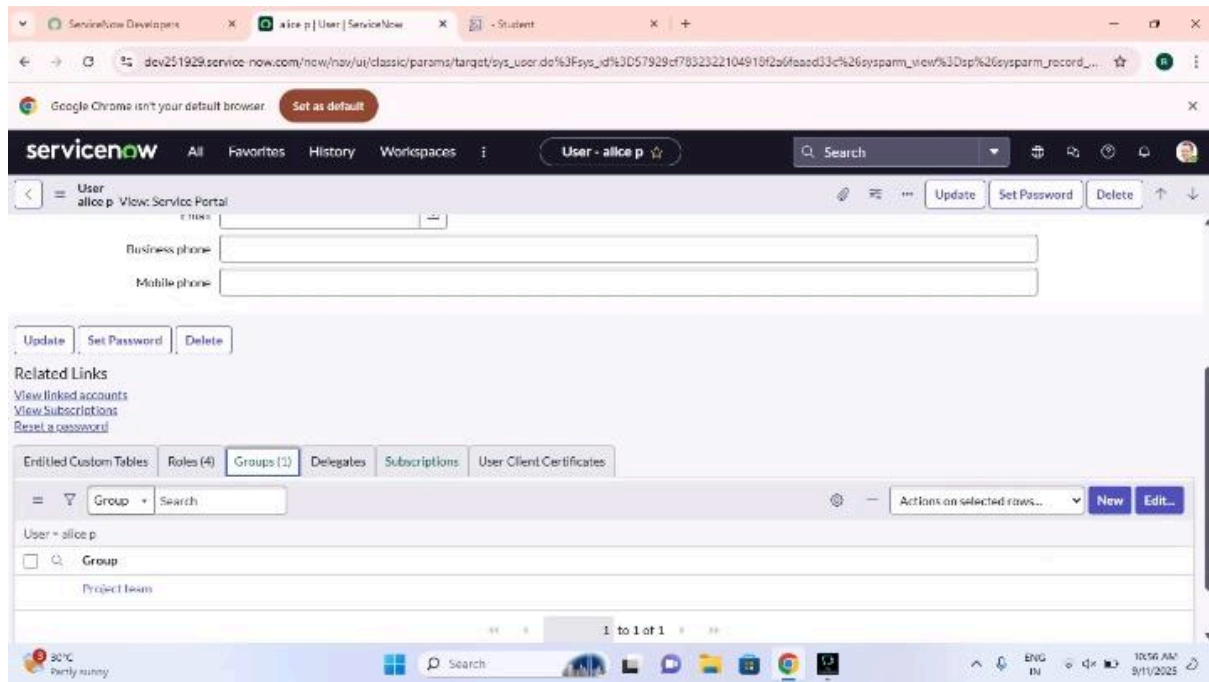 ServiceNow Developers
alice p | User | ServiceNow
- Student
dev251929.service-now.com/now/nav/ui/classic/params/target/sys_user.do%3Fsys_id%3D57929cf7832322104918f2a6feaad33c%26sysparm_view%3Dsp%26sysparm_record_...
Google Chrome isn't your default browser Set as default
servicenow All Favorites History Workspaces User - alice p Search
User
alice p View: Service Portal Update Set Password Delete
Email
Business phone
Mobile phone
Update Set Password Delete
Related Links
View linked accounts
View Subscriptions
Reset a password
Entitled Custom Tables Roles (4) Groups (1) Delegates Subscriptions User Client Certificates
Group Search Actions on selected rows... New Edit...
User = alice p
Group
Project team
1 to 1 of 1
30°C
Partly sunny
Search
ENG
IN
10:56 AM
9/11/2025